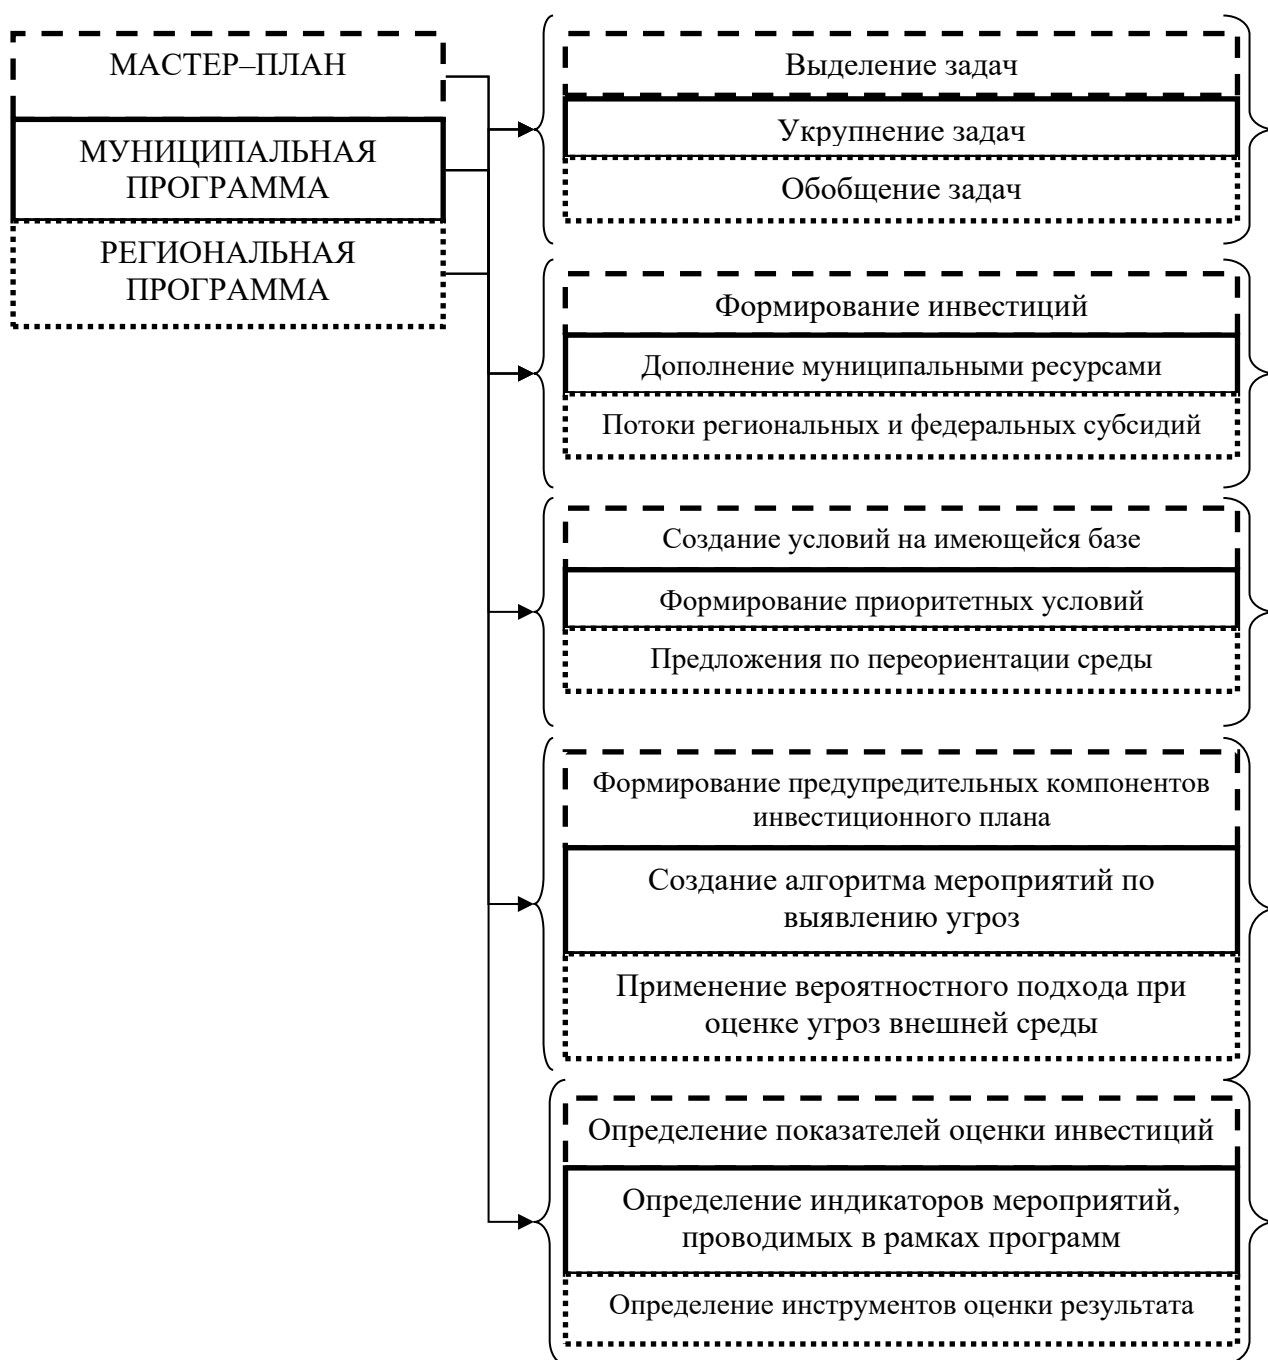 МАСТЕР–ПЛАН
МУНИЦИПАЛЬНАЯ
ПРОГРАММА
РЕГИОНАЛЬНАЯ
ПРОГРАММА
Выделение задач
Укрупнение задач
Обобщение задач
Формирование инвестиций
Дополнение муниципальными ресурсами
Потоки региональных и федеральных субсидий
Создание условий на имеющейся базе
Формирование приоритетных условий
Предложения по переориентации среды
Формирование предупредительных компонентов
инвестиционного плана
Создание алгоритма мероприятий по
выявлению угроз
Применение вероятностного подхода при
оценке угроз внешней среды
Определение показателей оценки инвестиций
Определение индикаторов мероприятий,
проводимых в рамках программ
Определение инструментов оценки результата